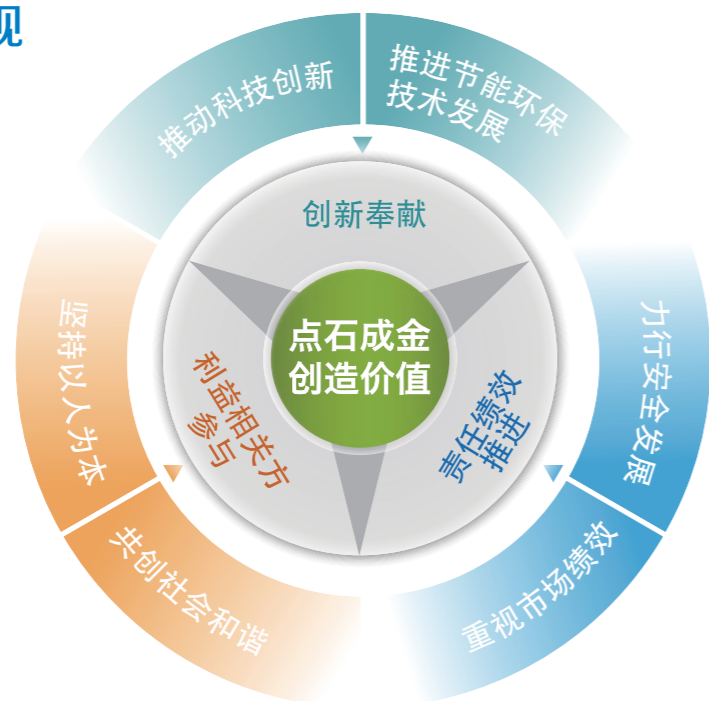 观
推动科技创新
推进节能环保
技术发展
创新奉献
点石成金
创造价值
利益相关方
参与
责任绩效
推进
坚持以人为本
共创社会和谐
力行安全发展
重视市场绩效